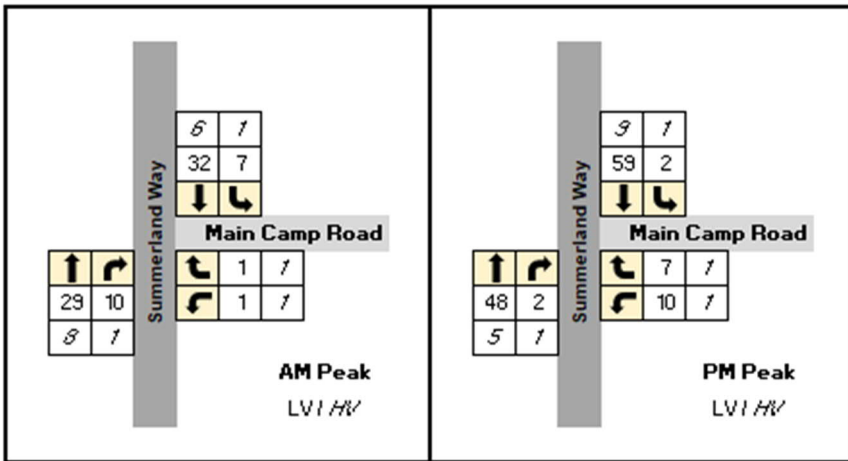 6 1
32 7
Summerland Way
Main Camp Road
1 1
29 10 1 1
8 1
AM Peak
LV / HV
9 1
59 2
Summerland Way
Main Camp Road
7 1
48 2 10 1
5 1
PM Peak
LV / HV